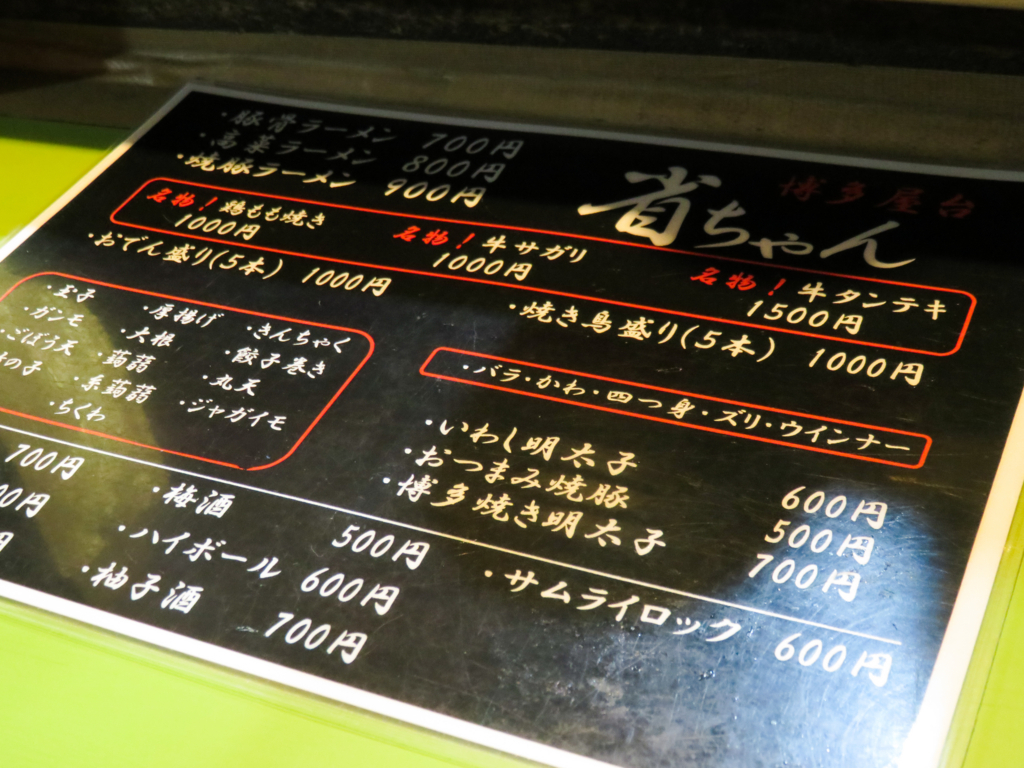 ・豚骨ラーメン 700円
・高菜ラーメン 800円
・焼豚ラーメン 900円
博多屋台
省ちゃん
名物！鶏もも焼き
1000円
名物！牛サガリ
1000円
名物！牛タンテキ
1500円
・おでん盛り(5本) 1000円
・玉子 ・厚揚げ ・きんちゃく
・ガンモ ・大根 ・餃子巻き
・ごぼう天 ・蒟蒻 ・丸天
の子 ・糸蒟蒻 ・ジャガイモ
・ちくわ
・焼き鳥盛り(5本) 1000円
・バラ・かわ・四つ身・ズリ・ウインナー
・いわし明太子 600円
・おつまみ焼豚 500円
・博多焼き明太子 700円
700円 ・梅酒 500円
00円 ・ハイボール 600円
円 ・柚子酒 700円
・サムライロック 600円